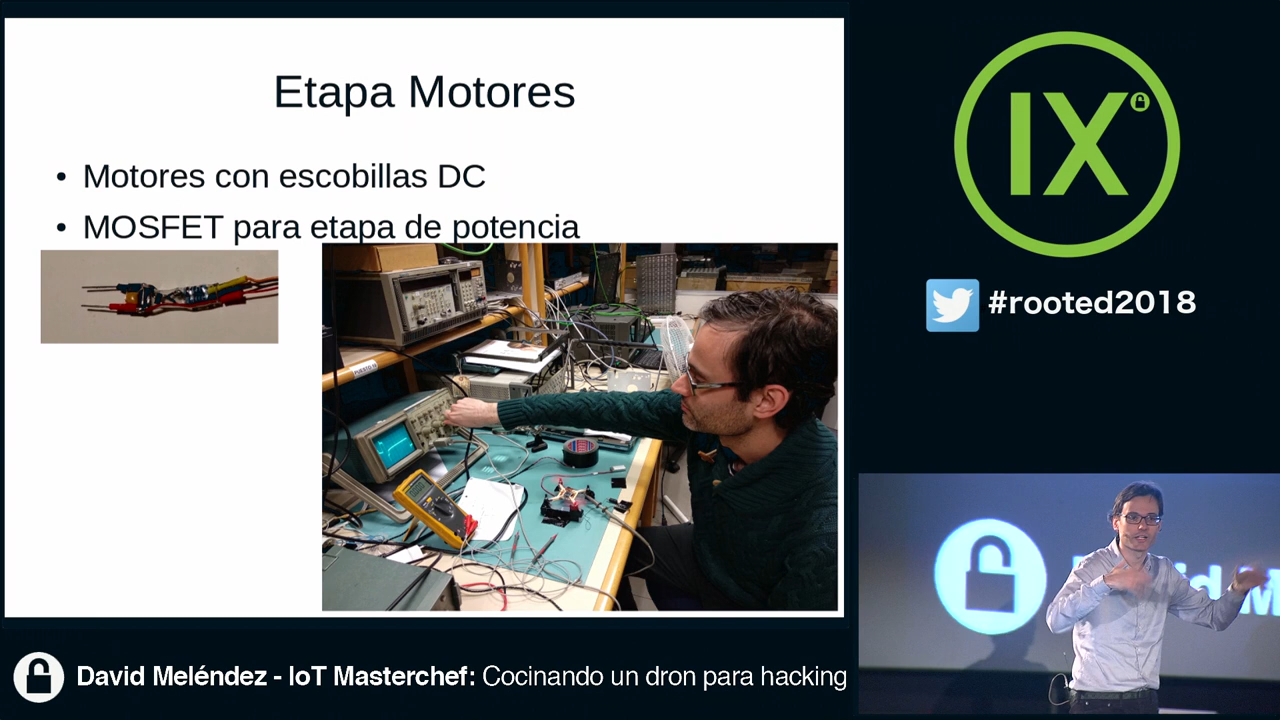 Etapa Motores
• Motores con escobillas DC
• MOSFET para etapa de potencia
IX
#rooted2018
David Meléndez - IoT Masterchef: Cocinando un dron para hacking